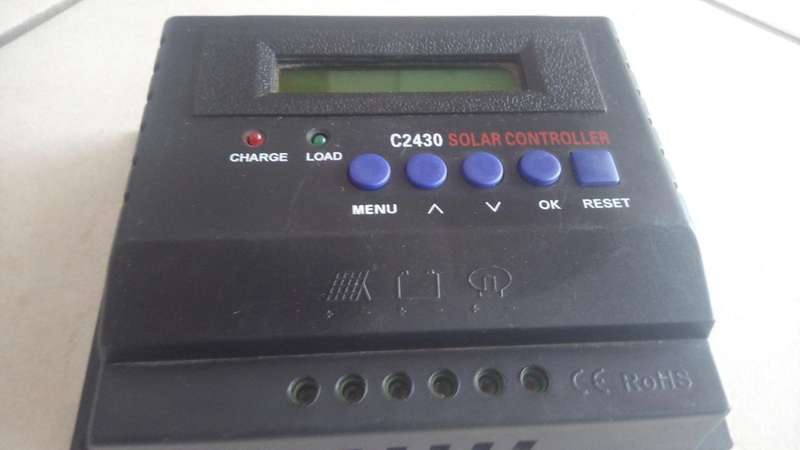 C2430 SOLAR CONTROLLER
CHARGE LOAD
MENU ∧ ∨ OK RESET
+ - + - + -
CE RoHS